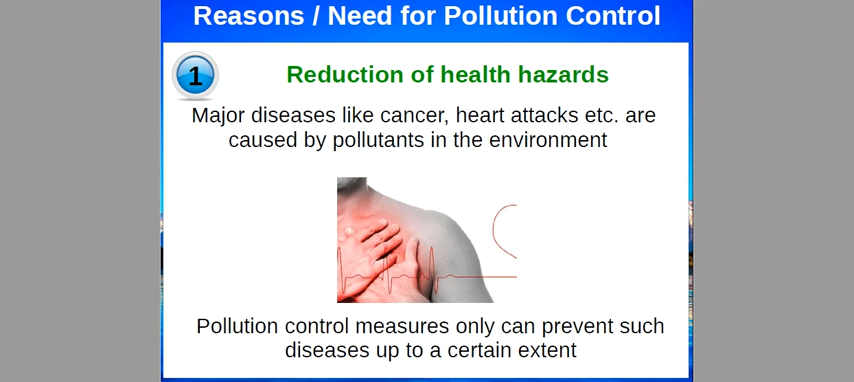 Reasons / Need for Pollution Control
1
Reduction of health hazards
Major diseases like cancer, heart attacks etc. are
caused by pollutants in the environment
Pollution control measures only can prevent such
diseases up to a certain extent